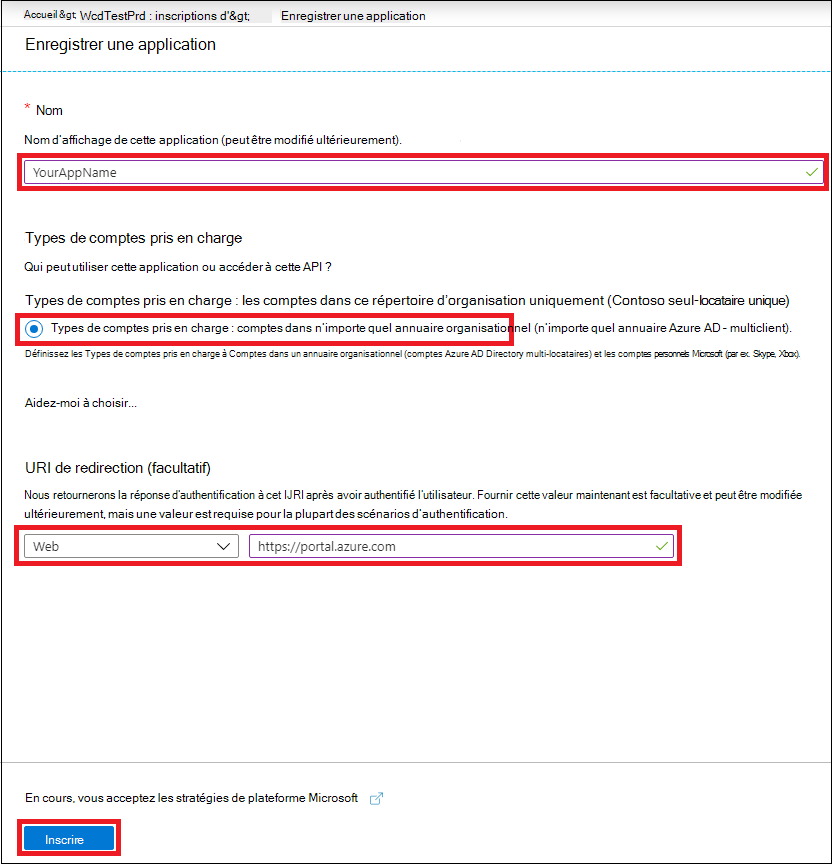 Accueil&gt; WcdTestPrd : inscriptions d'&gt; Enregistrer une application
Enregistrer une application
* Nom
Nom d'affichage de cette application (peut être modifié ultérieurement).
YourAppName
Types de comptes pris en charge
Qui peut utiliser cette application ou accéder à cette API ?
Types de comptes pris en charge : les comptes dans ce répertoire d'organisation uniquement (Contoso seul-locataire unique)
Types de comptes pris en charge : comptes dans n'importe quel annuaire organisationnel (n'importe quel annuaire Azure AD - multiclient).
Définissez les Types de comptes pris en charge à Comptes dans un annuaire organisationnel (comptes Azure AD Directory multi-locataires) et les comptes personnels Microsoft (par ex. Skype, Xbox).
Aidez-moi à choisir...
URI de redirection (facultatif)
Nous retournerons la réponse d'authentification à cet IJRI après avoir authentifié l'utilisateur. Fournir cette valeur maintenant est facultative et peut être modifiée
ultérieurement, mais une valeur est requise pour la plupart des scénarios d'authentification.
Web https://portal.azure.com
En cours, vous acceptez les stratégies de plateforme Microsoft
Inscrire